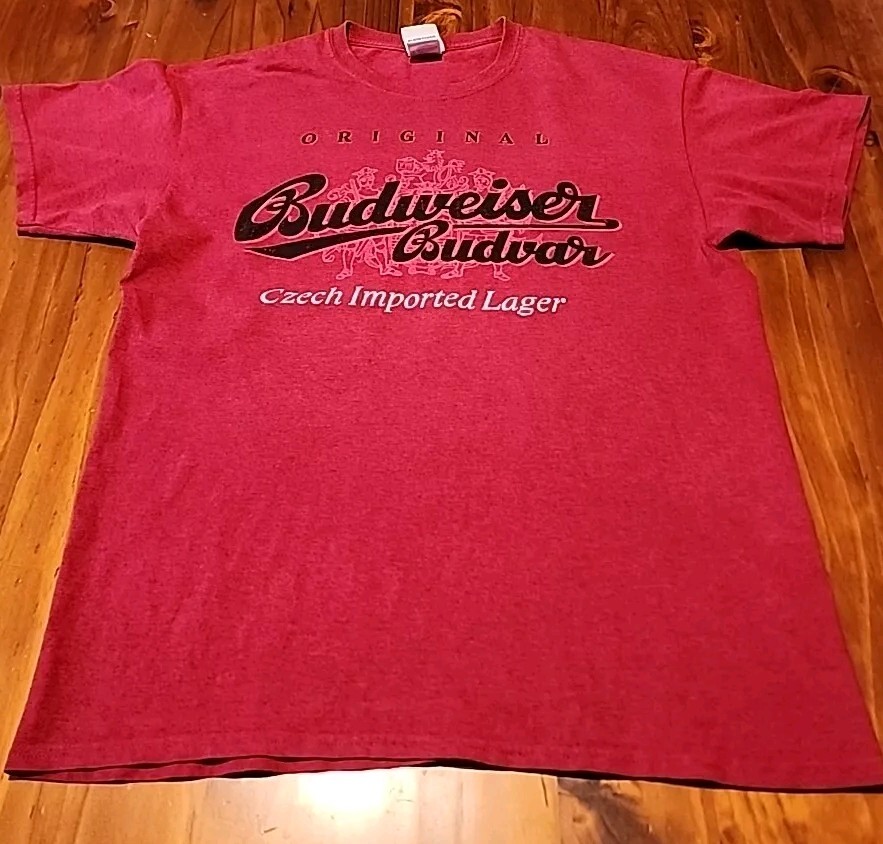 ORIGINAL
Budweiser
Budvar
Czech Imported Lager